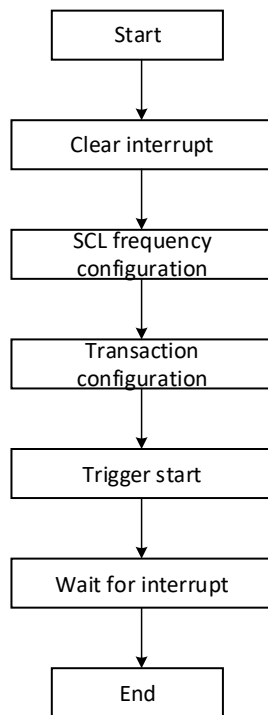 Start
Clear interrupt
SCL frequency
configuration
Transaction
configuration
Trigger start
Wait for interrupt
End